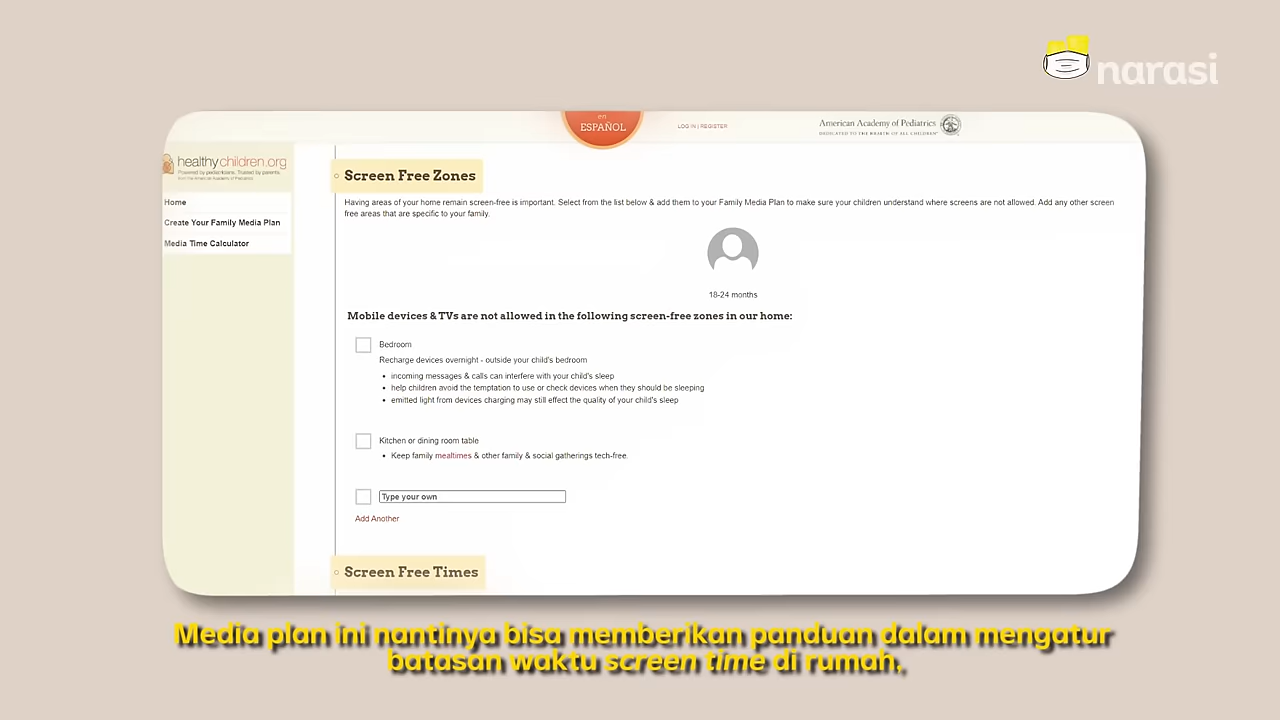 narasi
en
ESPAÑOL
LOG IN | REGISTER
American Academy of Pediatrics
DEDICATED TO THE HEALTH OF ALL CHILDREN®
healthychildren.org
Powered by pediatricians. Trusted by parents.
from the American Academy of Pediatrics
Home
Create Your Family Media Plan
Media Time Calculator
Screen Free Zones
Having areas of your home remain screen-free is important. Select from the list below & add them to your Family Media Plan to make sure your children understand where screens are not allowed. Add any other screen
free areas that are specific to your family.
18-24 months
Mobile devices & TVs are not allowed in the following screen-free zones in our home:
Bedroom
Recharge devices overnight - outside your child's bedroom
• incoming messages & calls can interfere with your child's sleep
• help children avoid the temptation to use or check devices when they should be sleeping
• emitted light from devices charging may still effect the quality of your child's sleep
Kitchen or dining room table
• Keep family mealtimes & other family & social gatherings tech-free.
Type your own
Add Another
Screen Free Times
Media plan ini nantinya bisa memberikan panduan dalam mengatur
batasan waktu screen time di rumah.